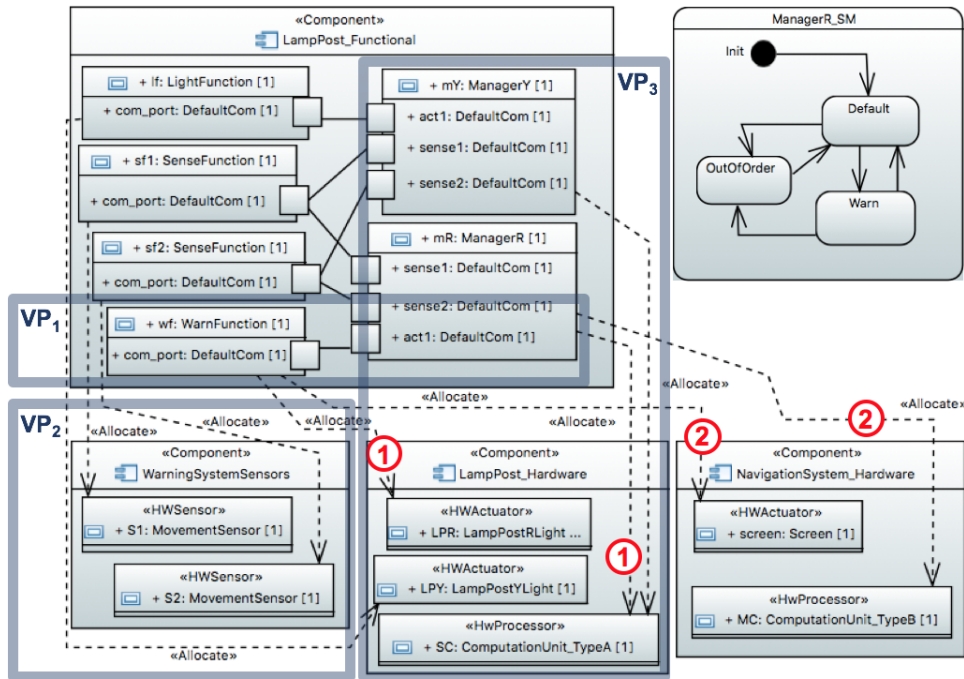 «Component»
LampPost_Functional
+ lf: LightFunction [1]
+ com_port: DefaultCom [1]
+ sf1: SenseFunction [1]
+ com_port: DefaultCom [1]
+ sf2: SenseFunction [1]
+ com_port: DefaultCom [1]
+ wf: WarnFunction [1]
+ com_port: DefaultCom [1]
VP1
VP3
+ mY: ManagerY [1]
+ act1: DefaultCom [1]
+ sense1: DefaultCom [1]
+ sense2: DefaultCom [1]
+ mR: ManagerR [1]
+ sense1: DefaultCom [1]
+ sense2: DefaultCom [1]
+ act1: DefaultCom [1]
ManagerR_SM
Init
Default
OutOfOrder
Warn
«Allocate»
«Allocate»
«Allocate»
«Allocate»
«Allocate»
«Allocate»
«Allocate»
VP2
1
2
2
1
«Component»
WarningSystemSensors
«HWSensor»
+ S1: MovementSensor [1]
«HWSensor»
+ S2: MovementSensor [1]
«Allocate»
«Component»
LampPost_Hardware
«HWActuator»
+ LPR: LampPostRLight ...
«HWActuator»
+ LPY: LampPostYLight [1]
«HwProcessor»
+ SC: ComputationUnit_TypeA [1]
«Component»
NavigationSystem_Hardware
«HWActuator»
+ screen: Screen [1]
«HwProcessor»
+ MC: ComputationUnit_TypeB [1]